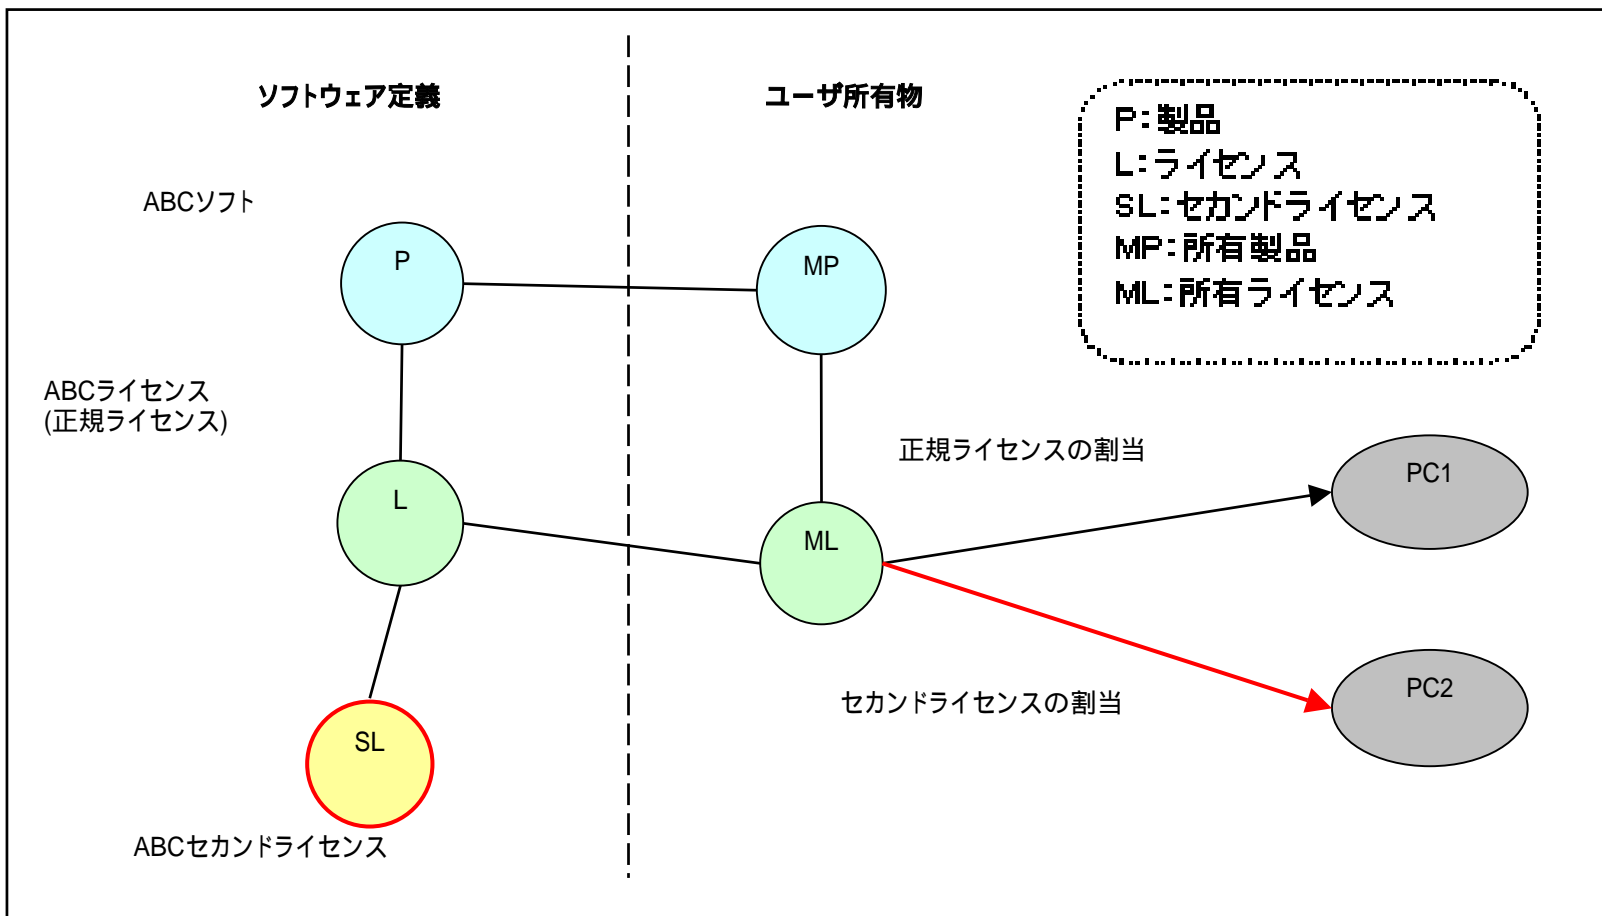 ソフトウェア定義
ユーザ所有物
P:製品
L:ライセンス
SL:セカンドライセンス
MP:所有製品
ML:所有ライセンス
ABCソフト
P
MP
ABCライセンス
(正規ライセンス)
正規ライセンスの割当
PC1
L
ML
PC2
セカンドライセンスの割当
SL
ABCセカンドライセンス